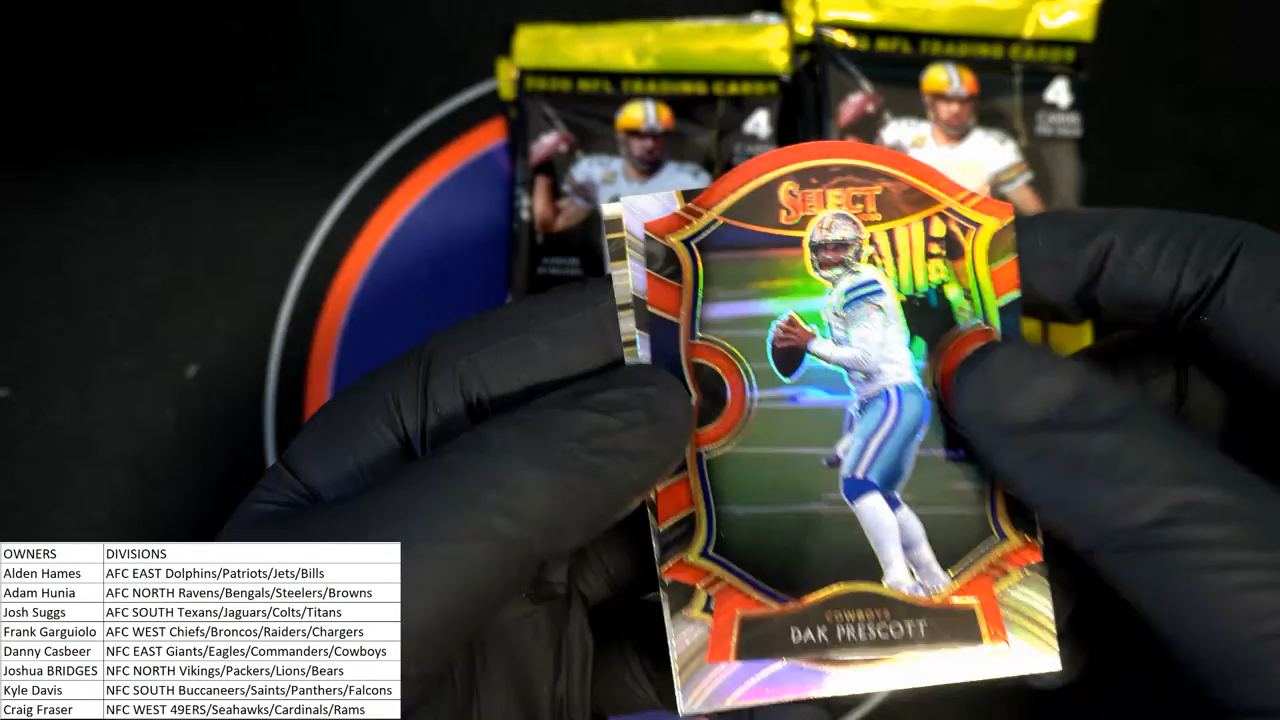 2020 NFL TRADING CARDS
4
NFL TRADING CARDS
4
CARDS
SELECT
2020
COWBOYS
DAK PRESCOTT
OWNERS DIVISIONS
Alden Hames AFC EAST Dolphins/Patriots/Jets/Bills
Adam Hunia AFC NORTH Ravens/Bengals/Steelers/Browns
Josh Suggs AFC SOUTH Texans/Jaguars/Colts/Titans
Frank Garguiolo AFC WEST Chiefs/Broncos/Raiders/Chargers
Danny Casbeer NFC EAST Giants/Eagles/Commanders/Cowboys
Joshua BRIDGES NFC NORTH Vikings/Packers/Lions/Bears
Kyle Davis NFC SOUTH Buccaneers/Saints/Panthers/Falcons
Craig Fraser NFC WEST 49ERS/Seahawks/Cardinals/Rams